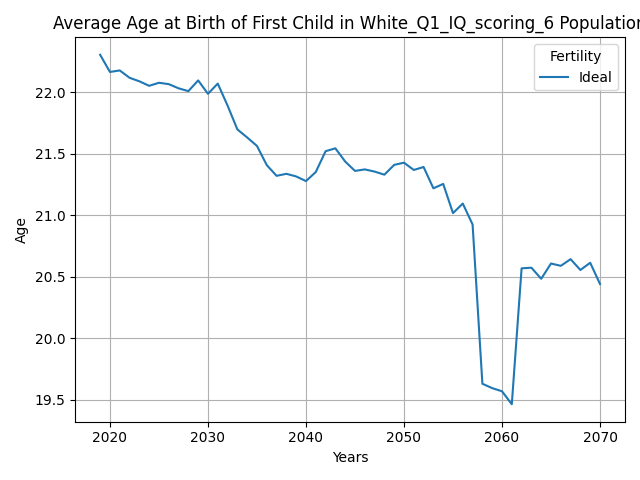 Average Age at Birth of First Child in White_Q1_IQ_scoring_6 Population
Fertility
Ideal
22.0
21.5
21.0
20.5
20.0
19.5
Age
2020 2030 2040 2050 2060 2070
Years